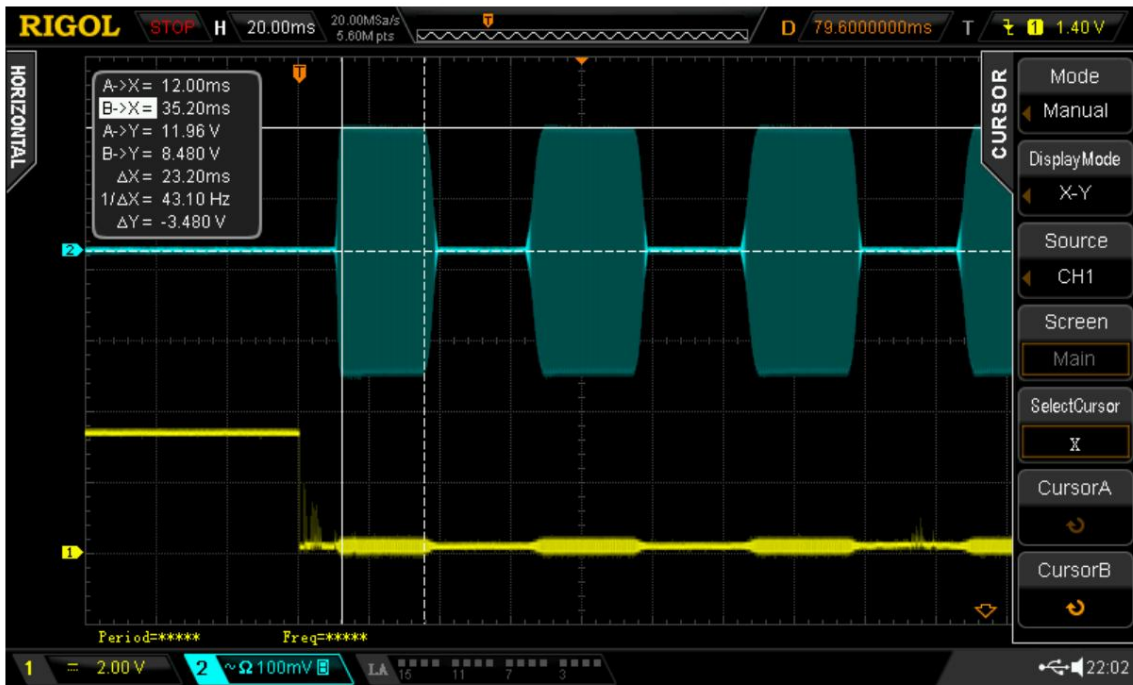 RIGOL STOP H 20.00ms 20.00MSa/s D 79.6000000ms T 1 1.40 V
5.60M pts
T
HORIZONTAL
T
A->X= 12.00ms
B->X= 35.20ms
A->Y= 11.96 V
B->Y= 8.480 V
ΔX= 23.20ms
1/ΔX= 43.10 Hz
ΔY= -3.480 V
2
1
Period=***** Freq=*****
CURSOR
Mode
Manual
DisplayMode
X-Y
Source
CH1
Screen
Main
SelectCursor
X
CursorA
CursorB
1 = 2.00 V 2 ~Ω 100mV B LA 15 11 7 3 22:02